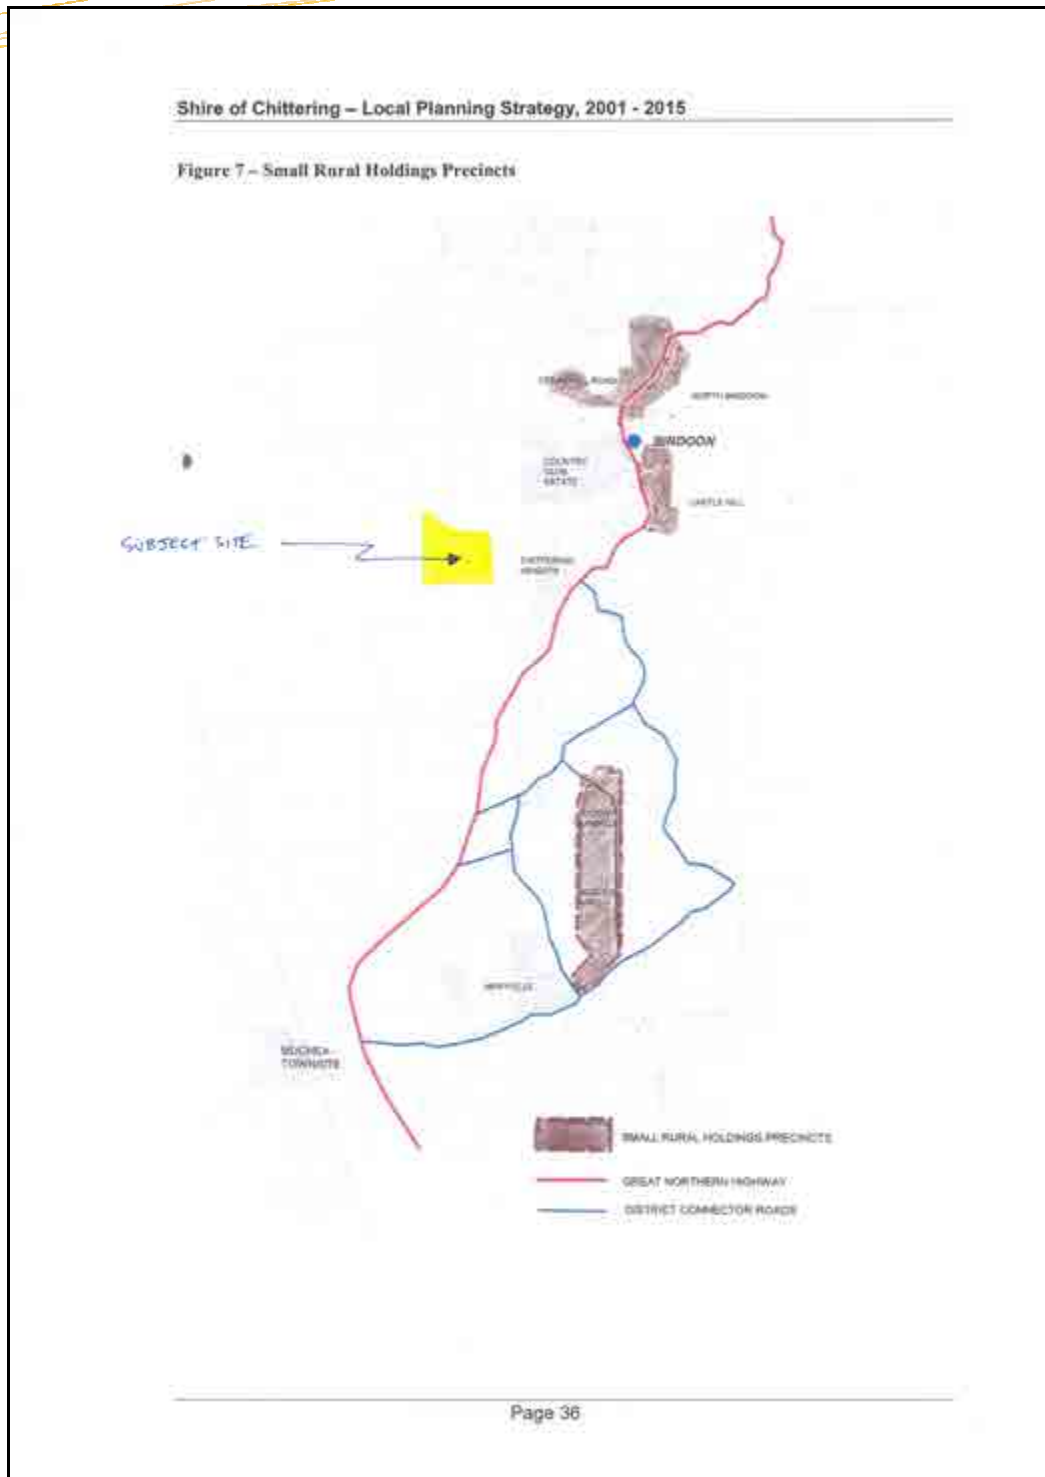 Shire of Chittering – Local Planning Strategy, 2001 - 2015
Figure 7 – Small Rural Holdings Precincts
ROAD
NORTH BINDOON
BINDOON
COUNTRY
CLUB
ESTATE
CASTLE HILL
SUBJECT SITE
CHITTERING
HEIGHTS
MUCHEA
TOWNSITE
SMALL RURAL HOLDINGS PRECINCTS
GREAT NORTHERN HIGHWAY
DISTRICT CONNECTOR ROADS
Page 36